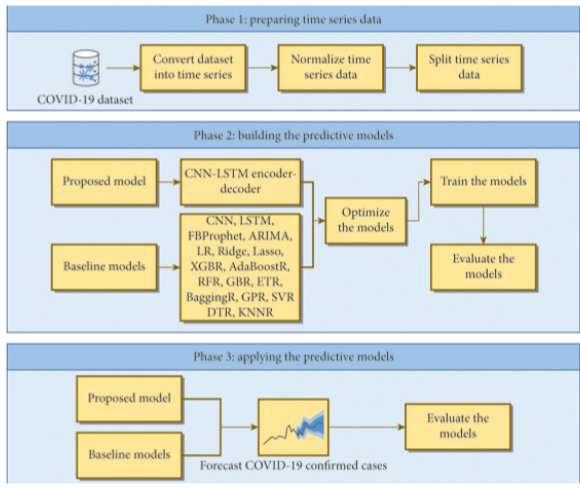 Phase 1: preparing time series data
COVID-19 dataset
Convert dataset
into time series
Normalize time
series data
Split time series
data
Phase 2: building the predictive models
Proposed model
CNN-LSTM encoder-
decoder
Baseline models
CNN, LSTM,
FBProphet, ARIMA,
LR, Ridge, Lasso,
XGBR, AdaBoostR,
RFR, GBR, ETR,
BaggingR, GPR, SVR
DTR, KNNR
Optimize
the models
Train the models
Evaluate the
models
Phase 3: applying the predictive models
Proposed model
Baseline models
Forecast COVID-19 confirmed cases
Evaluate the
models